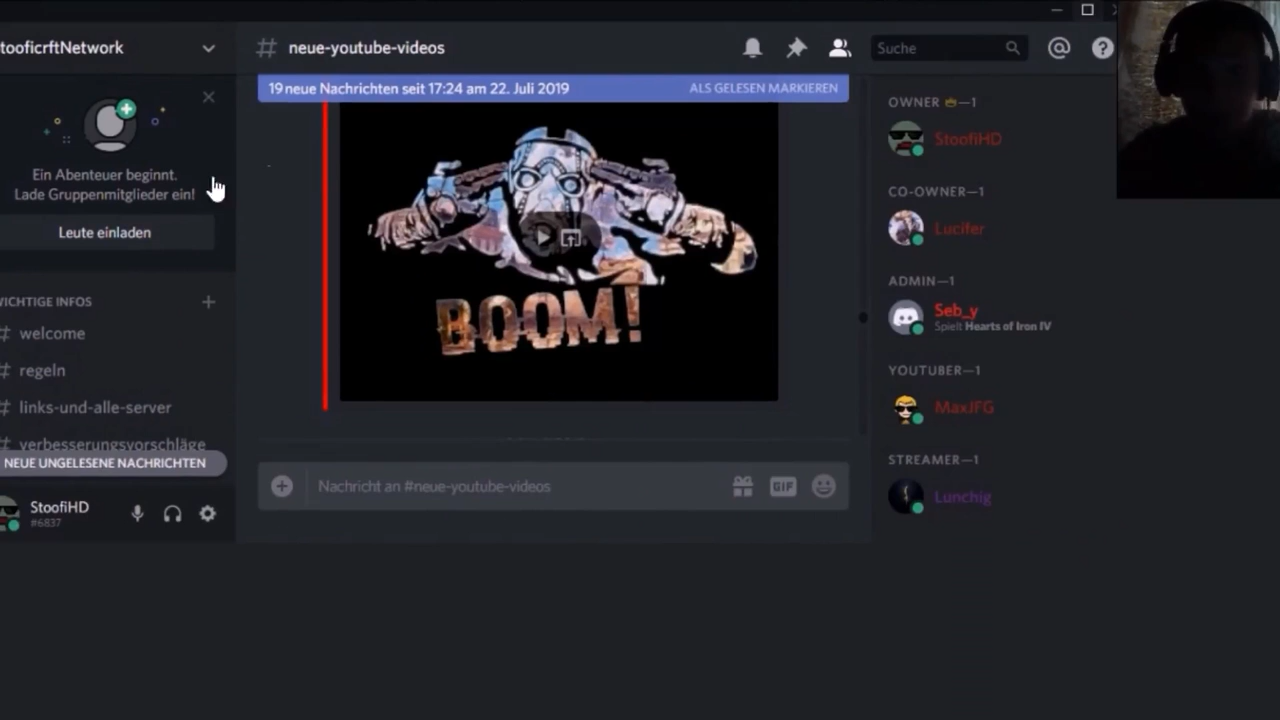 tooficrftNetwork
neue-youtube-videos
Suche
19 neue Nachrichten seit 17:24 am 22. Juli 2019
ALS GELESEN MARKIEREN
Ein Abenteuer beginnt.
Lade Gruppenmitglieder ein!
Leute einladen
WICHTIGE INFOS
# welcome
# regeln
# links-und-alle-server
# verbesserungsvorschläge
NEUE UNGELESENE NACHRICHTEN
StoofiHD
#6837
BOOM!
Nachricht an #neue-youtube-videos
GIF
OWNER —1
StoofiHD
CO-OWNER—1
Lucifer
ADMIN—1
Seb_y
Spielt Hearts of Iron IV
YOUTUBER—1
MaxJFG
STREAMER—1
Lunchig